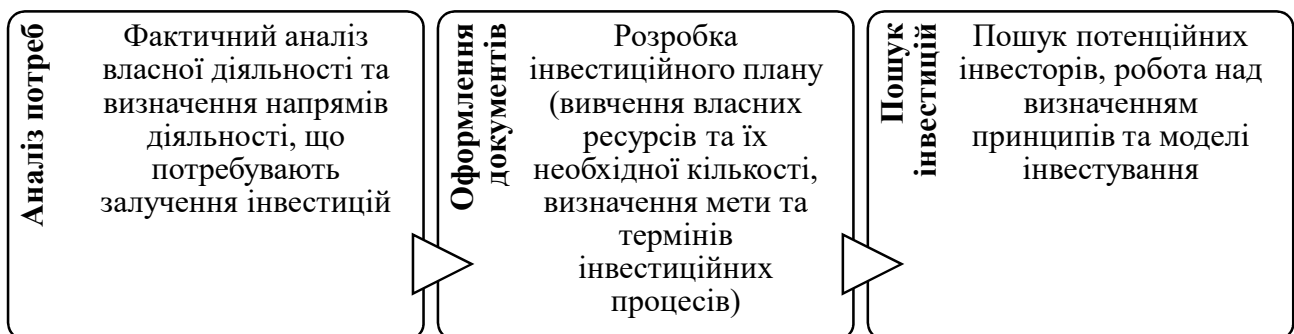 Аналіз потреб
Фактичний аналіз
власної діяльності та
визначення напрямів
діяльності, що
потребувають
залучення інвестицій
Оформлення
документів
Розробка
інвестиційного плану
(вивчення власних
ресурсів та їх
необхідної кількості,
визначення мети та
термінів
інвестиційних
процесів)
Пошук
інвестицій
Пошук потенційних
інвесторів, робота над
визначенням
принципів та моделі
інвестування